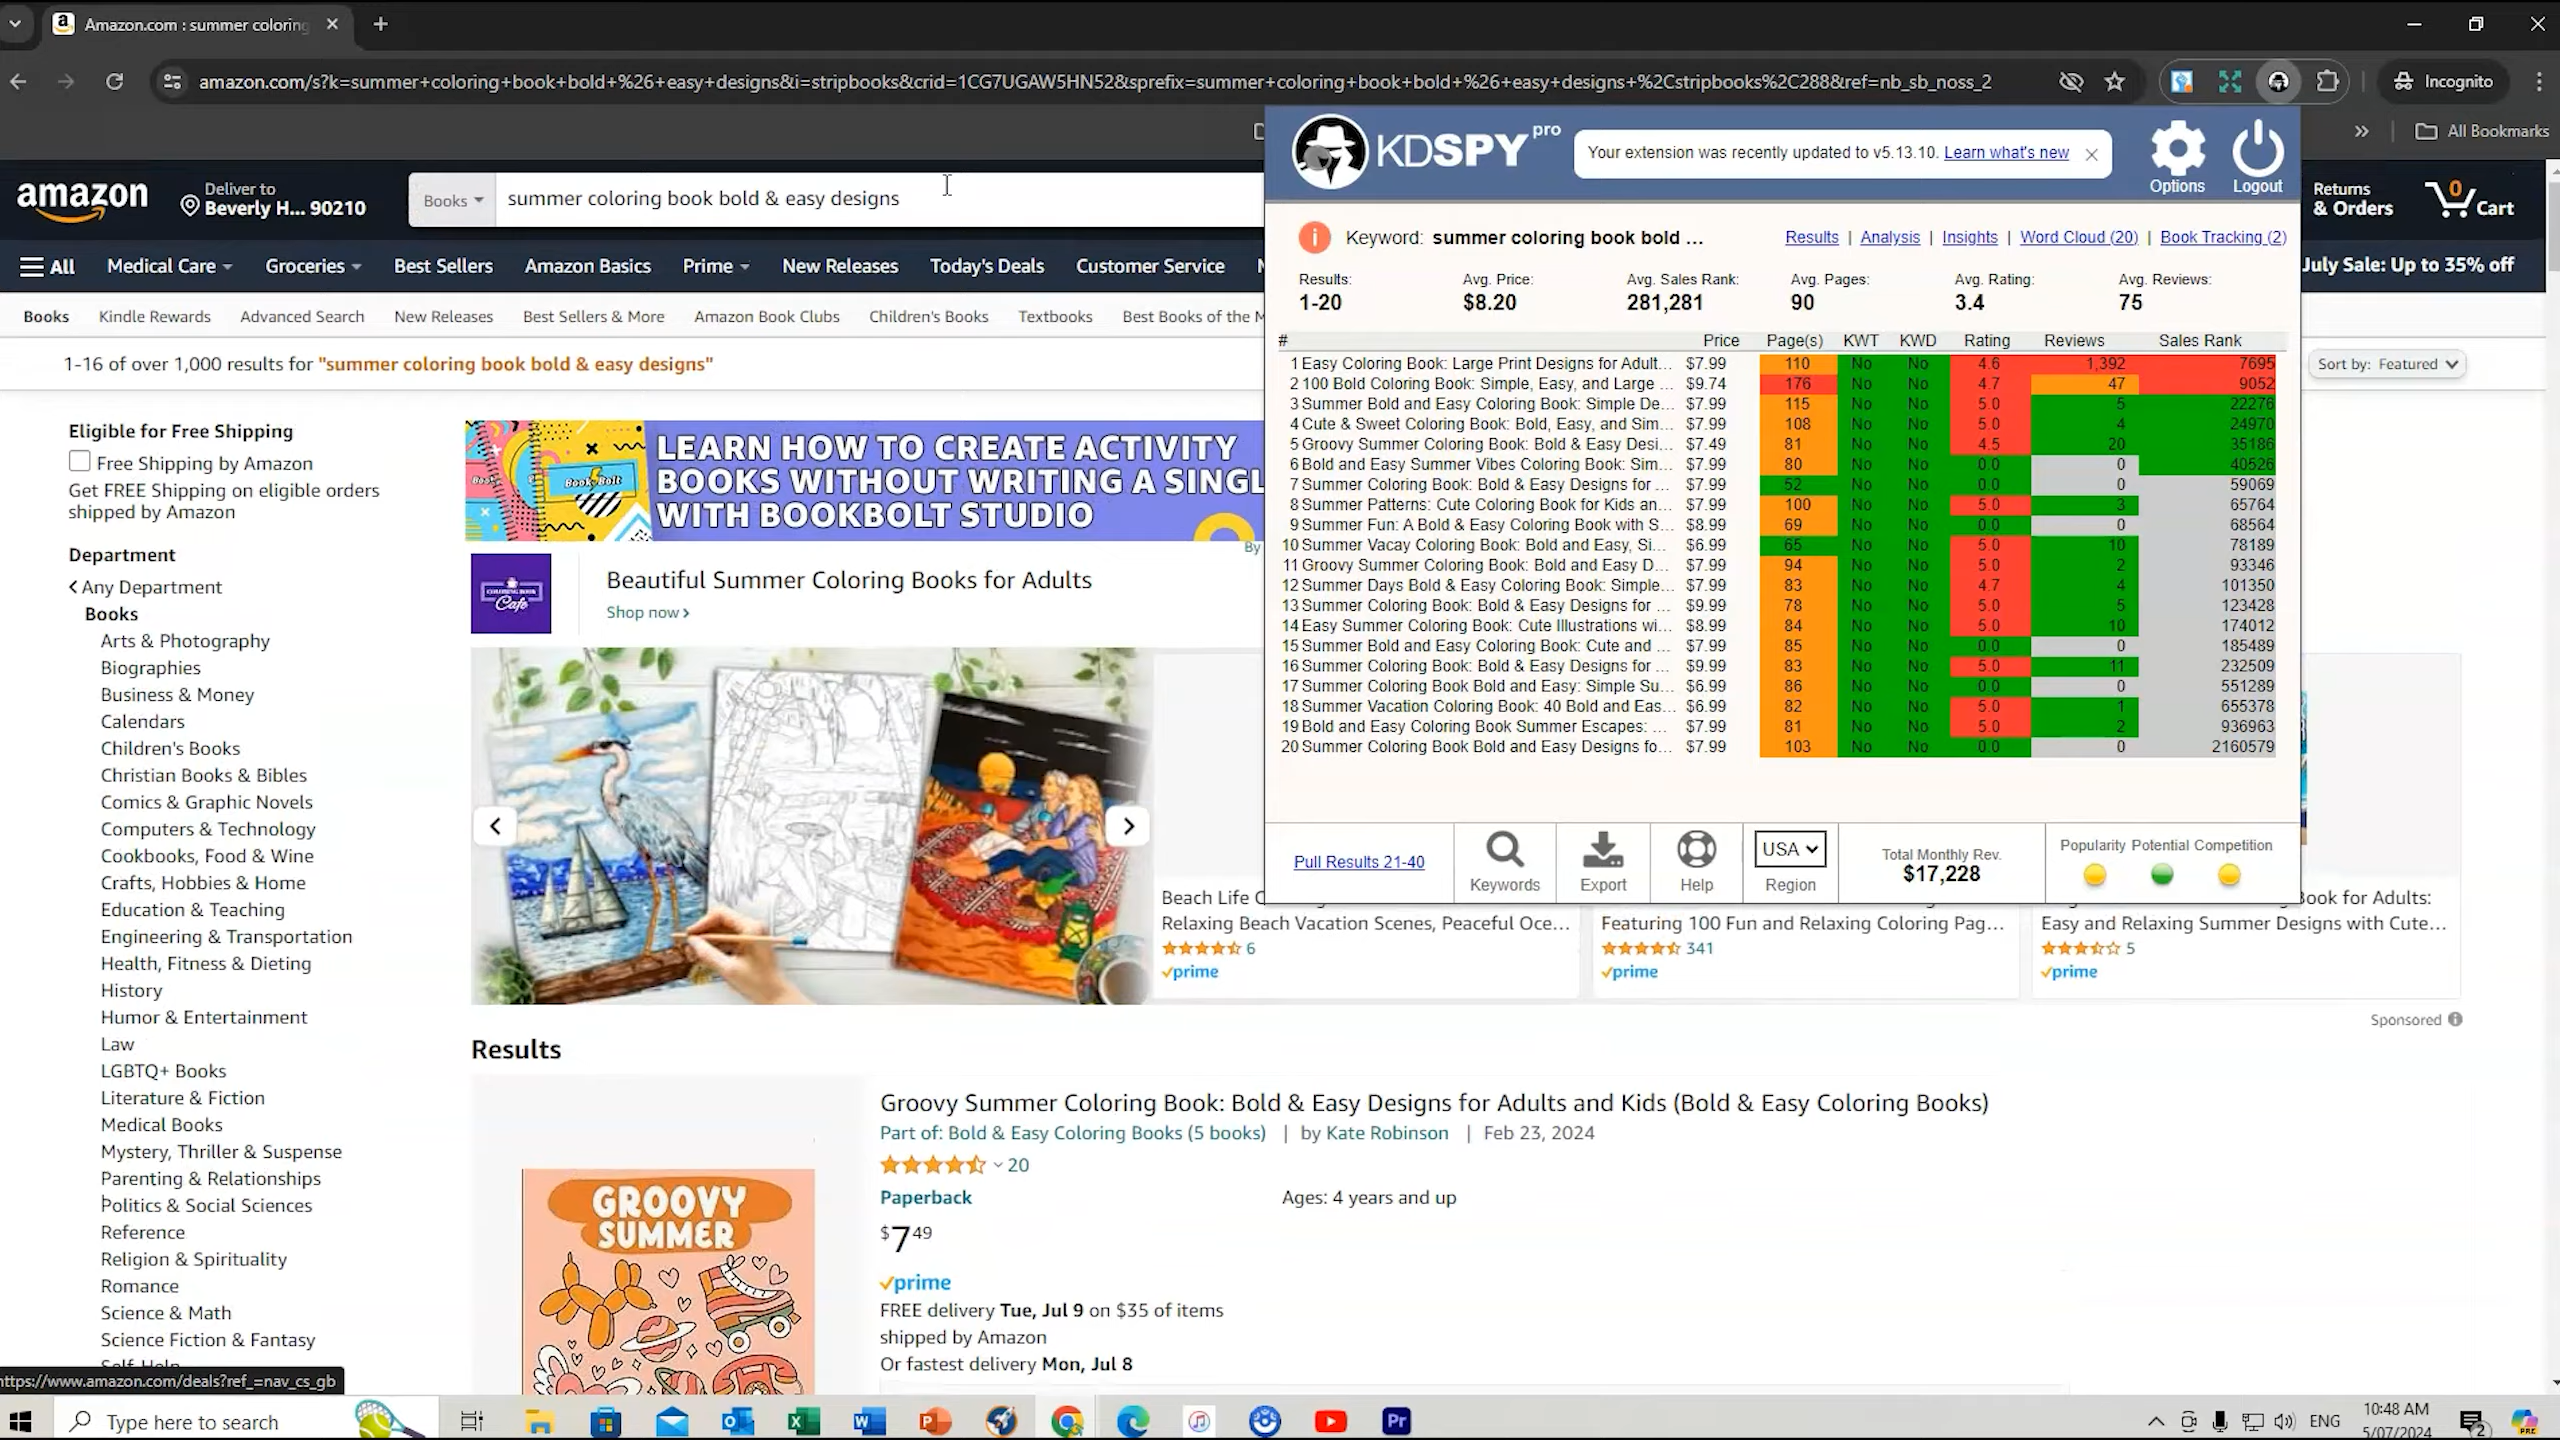 Amazon.com : summer coloring
amazon.com/s?k=summer+coloring+book+bold+%26+easy+designs&i=stripbooks&crid=1CG7UGAW5HN52&sprefix=summer+coloring+book+bold+%26+easy+designs+%2Cstripbooks%2C288&ref=nb_sb_noss_2
Incognito
All Bookmarks
amazon
Deliver to
Beverly H... 90210
Books
summer coloring book bold & easy designs
Returns
& Orders
0
Cart
All
Medical Care
Groceries
Best Sellers
Amazon Basics
Prime
New Releases
Today's Deals
Customer Service
July Sale: Up to 35% off
Books
Kindle Rewards
Advanced Search
New Releases
Best Sellers & More
Amazon Book Clubs
Children's Books
Textbooks
Best Books of the M
1-16 of over 1,000 results for "summer coloring book bold & easy designs"
Sort by: Featured
KDSPY pro
Your extension was recently updated to v5.13.10. Learn what's new
Options
Logout
Keyword: summer coloring book bold ...
Results | Analysis | Insights | Word Cloud (20) | Book Tracking (2)
Results: Avg. Price: Avg. Sales Rank: Avg. Pages: Avg. Rating: Avg. Reviews:
1-20 $8.20 281,281 90 3.4 75
# Price Page(s) KWT KWD Rating Reviews Sales Rank
1 Easy Coloring Book: Large Print Designs for Adult... $7.99 110 No No 4.6 1,392 7695
2 100 Bold Coloring Book: Simple, Easy, and Large ... $9.74 176 No No 4.7 47 9052
3 Summer Bold and Easy Coloring Book: Simple De... $7.99 115 No No 5.0 5 22276
4 Cute & Sweet Coloring Book: Bold, Easy, and Sim... $7.99 108 No No 5.0 4 24970
5 Groovy Summer Coloring Book: Bold & Easy Desi... $7.49 81 No No 4.5 20 35186
6 Bold and Easy Summer Vibes Coloring Book: Sim... $7.99 80 No No 0.0 0 40526
7 Summer Coloring Book: Bold & Easy Designs for ... $7.99 52 No No 0.0 0 59069
8 Summer Patterns: Cute Coloring Book for Kids an... $7.99 100 No No 5.0 3 65764
9 Summer Fun: A Bold & Easy Coloring Book with S... $8.99 69 No No 0.0 0 68564
10 Summer Vacay Coloring Book: Bold and Easy, Si... $6.99 65 No No 5.0 10 78189
11 Groovy Summer Coloring Book: Bold and Easy D... $7.99 94 No No 5.0 2 93346
12 Summer Days Bold & Easy Coloring Book: Simple... $7.99 83 No No 4.7 4 101350
13 Summer Coloring Book: Bold & Easy Designs for ... $9.99 78 No No 5.0 5 123428
14 Easy Summer Coloring Book: Cute Illustrations wi... $8.99 84 No No 5.0 10 174012
15 Summer Bold and Easy Coloring Book: Cute and ... $7.99 85 No No 0.0 0 185489
16 Summer Coloring Book: Bold & Easy Designs for ... $9.99 83 No No 5.0 11 232509
17 Summer Coloring Book Bold and Easy: Simple Su... $6.99 86 No No 0.0 0 551289
18 Summer Vacation Coloring Book: 40 Bold and Eas... $6.99 82 No No 5.0 1 655378
19 Bold and Easy Coloring Book Summer Escapes: ... $7.99 81 No No 5.0 2 936963
20 Summer Coloring Book Bold and Easy Designs fo... $7.99 103 No No 0.0 0 2160579
Pull Results 21-40
Keywords
Export
Help
USA
Region
Total Monthly Rev.
$17,228
Popularity Potential Competition
Eligible for Free Shipping
Free Shipping by Amazon
Get FREE Shipping on eligible orders
shipped by Amazon
Department
Any Department
Books
Arts & Photography
Biographies
Business & Money
Calendars
Children's Books
Christian Books & Bibles
Comics & Graphic Novels
Computers & Technology
Cookbooks, Food & Wine
Crafts, Hobbies & Home
Education & Teaching
Engineering & Transportation
Health, Fitness & Dieting
History
Humor & Entertainment
Law
LGBTQ+ Books
Literature & Fiction
Medical Books
Mystery, Thriller & Suspense
Parenting & Relationships
Politics & Social Sciences
Reference
Religion & Spirituality
Romance
Science & Math
Science Fiction & Fantasy
Self-Help
https://www.amazon.com/deals?ref_=nav_cs_gb
Book Bolt
LEARN HOW TO CREATE ACTIVITY
BOOKS WITHOUT WRITING A SINGL
WITH BOOKBOLT STUDIO
By
COLORING BOOK
Cafe
Beautiful Summer Coloring Books for Adults
Shop now
Beach Life C
Relaxing Beach Vacation Scenes, Peaceful Oce...
6
prime
Featuring 100 Fun and Relaxing Coloring Pag...
341
prime
Book for Adults:
Easy and Relaxing Summer Designs with Cute...
5
prime
Sponsored
Results
GROOVY
SUMMER
Groovy Summer Coloring Book: Bold & Easy Designs for Adults and Kids (Bold & Easy Coloring Books)
Part of: Bold & Easy Coloring Books (5 books) | by Kate Robinson | Feb 23, 2024
20
Paperback
Ages: 4 years and up
$7 49
prime
FREE delivery Tue, Jul 9 on $35 of items
shipped by Amazon
Or fastest delivery Mon, Jul 8
Type here to search
ENG
10:48 AM
5/07/2024
2